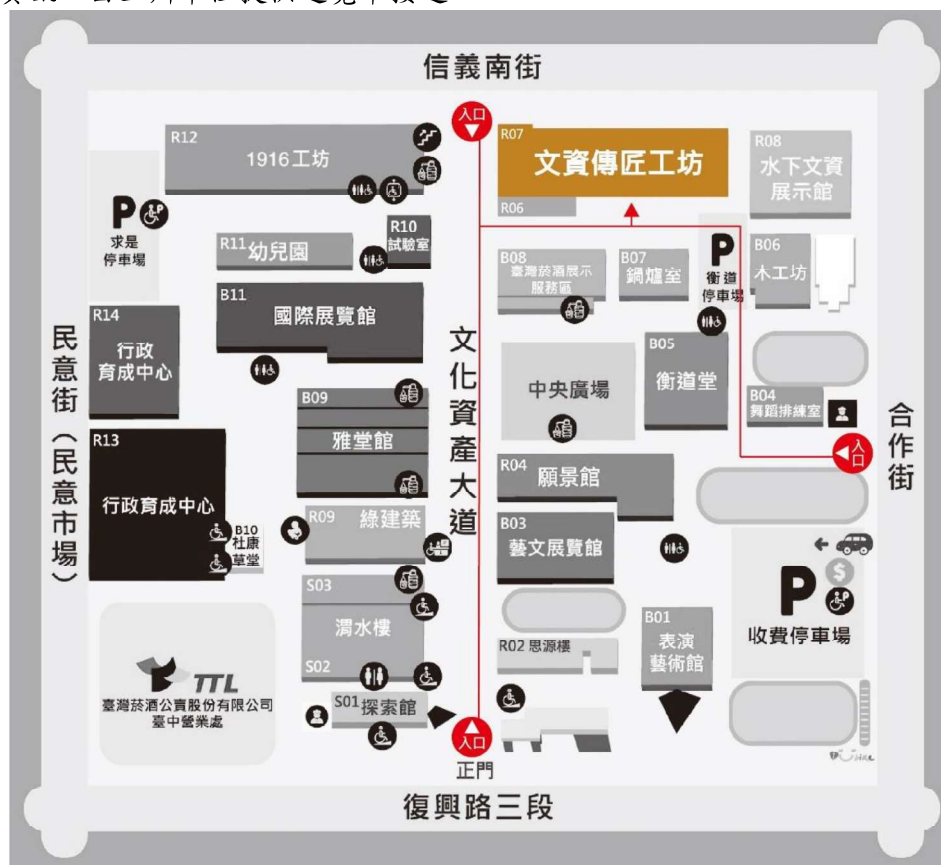 信義南街
入口
R12
1916工坊
R07
文資傳匠工坊
R06
R08
水下文資
展示館
P
求是
停車場
R11 幼兒園
R10
試驗室
B08
臺灣菸酒展示
服務區
B07
鍋爐室
P
衡道
停車場
B06
木工坊
B11
國際展覽館
R14
行政
育成中心
中央廣場
B05
衡道堂
B04
舞蹈排練室
B09
雅堂館
民意街（民意市場）
文化資產大道
合作街
入口
R13
行政育成中心
B10
杜康
草堂
R04 願景館
R09 綠建築
B03
藝文展覽館
P
$
收費停車場
S03
渭水樓
S02
R02 思源樓
B01
表演
藝術館
TTL
臺灣菸酒公賣股份有限公司
臺中營業處
S01 探索館
入口
正門
復興路三段